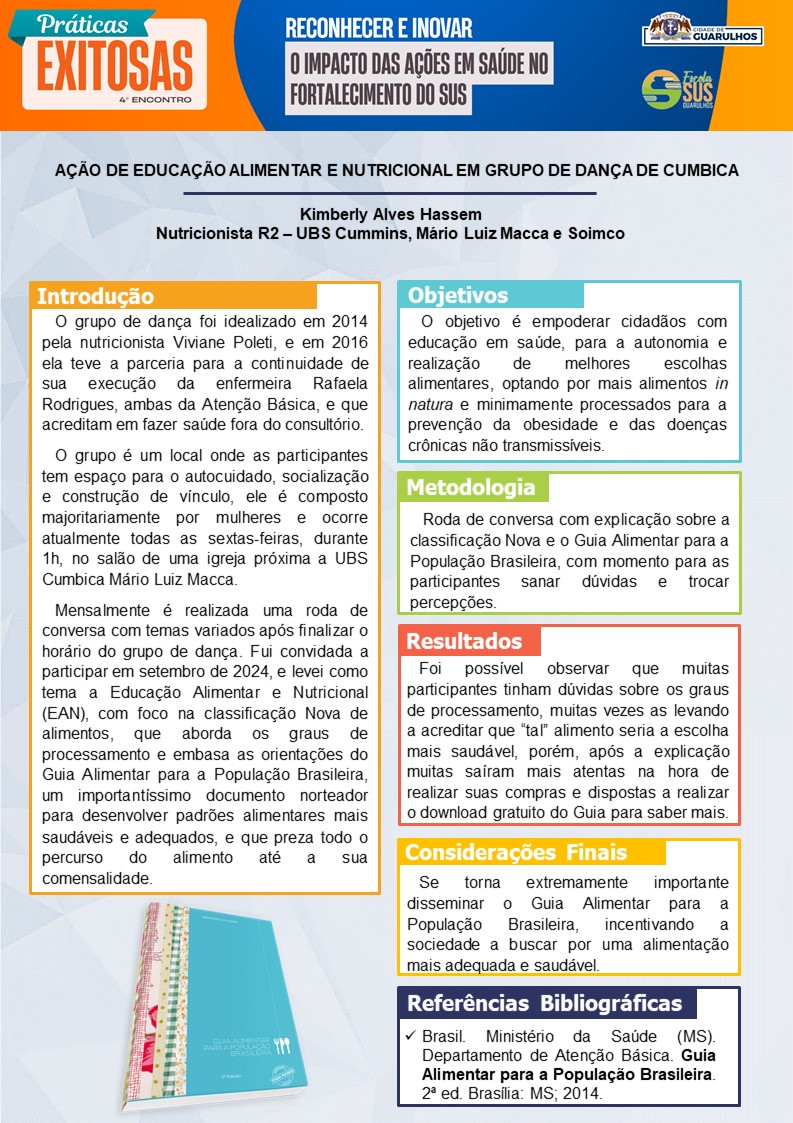 Práticas
EXITOSAS
4º ENCONTRO
RECONHECER E INOVAR
O IMPACTO DAS AÇÕES EM SAÚDE NO
FORTALECIMENTO DO SUS
CIDADE DE
GUARULHOS
Escola
SUS
GUARULHOS
AÇÃO DE EDUCAÇÃO ALIMENTAR E NUTRICIONAL EM GRUPO DE DANÇA DE CUMBICA
Kimberly Alves Hassem
Nutricionista R2 – UBS Cummins, Mário Luiz Macca e Soimco
Introdução
O grupo de dança foi idealizado em 2014
pela nutricionista Viviane Poleti, e em 2016
ela teve a parceria para a continuidade de
sua execução da enfermeira Rafaela
Rodrigues, ambas da Atenção Básica, e que
acreditam em fazer saúde fora do consultório.
O grupo é um local onde as participantes
tem espaço para o autocuidado, socialização
e construção de vínculo, ele é composto
majoritariamente por mulheres e ocorre
atualmente todas as sextas-feiras, durante
1h, no salão de uma igreja próxima a UBS
Cumbica Mário Luiz Macca.
Mensalmente é realizada uma roda de
conversa com temas variados após finalizar o
horário do grupo de dança. Fui convidada a
participar em setembro de 2024, e levei como
tema a Educação Alimentar e Nutricional
(EAN), com foco na classificação Nova de
alimentos, que aborda os graus de
processamento e embasa as orientações do
Guia Alimentar para a População Brasileira,
um importantíssimo documento norteador
para desenvolver padrões alimentares mais
saudáveis e adequados, e que preza todo o
percurso do alimento até a sua
comensalidade.
GUIA ALIMENTAR
PARA A POPULAÇÃO
BRASILEIRA
2ª Edição
Objetivos
O objetivo é empoderar cidadãos com
educação em saúde, para a autonomia e
realização de melhores escolhas
alimentares, optando por mais alimentos in
natura e minimamente processados para a
prevenção da obesidade e das doenças
crônicas não transmissíveis.
Metodologia
Roda de conversa com explicação sobre a
classificação Nova e o Guia Alimentar para a
População Brasileira, com momento para as
participantes sanar dúvidas e trocar
percepções.
Resultados
Foi possível observar que muitas
participantes tinham dúvidas sobre os graus
de processamento, muitas vezes as levando
a acreditar que “tal” alimento seria a escolha
mais saudável, porém, após a explicação
muitas saíram mais atentas na hora de
realizar suas compras e dispostas a realizar
o download gratuito do Guia para saber mais.
Considerações Finais
Se torna extremamente importante
disseminar o Guia Alimentar para a
População Brasileira, incentivando a
sociedade a buscar por uma alimentação
mais adequada e saudável.
Referências Bibliográficas
✓ Brasil. Ministério da Saúde (MS).
Departamento de Atenção Básica. Guia
Alimentar para a População Brasileira.
2ª ed. Brasília: MS; 2014.